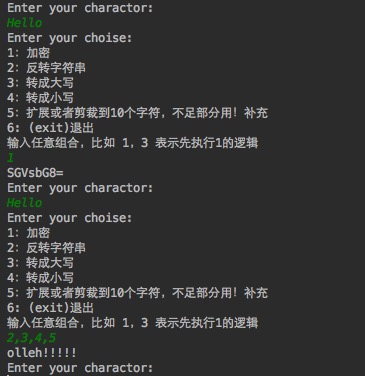 Enter your charactor:
Hello
Enter your choise:
1: 加密
2: 反转字符串
3: 转成大写
4: 转成小写
5: 扩展或者剪裁到10个字符，不足部分用！补充
6: (exit)退出
输入任意组合，比如 1，3 表示先执行1的逻辑
1
SGVsbG8=
Enter your charactor:
Hello
Enter your choise:
1: 加密
2: 反转字符串
3: 转成大写
4: 转成小写
5: 扩展或者剪裁到10个字符，不足部分用！补充
6: (exit)退出
输入任意组合，比如 1，3 表示先执行1的逻辑
2,3,4,5
olleh!!!!!
Enter your charactor: